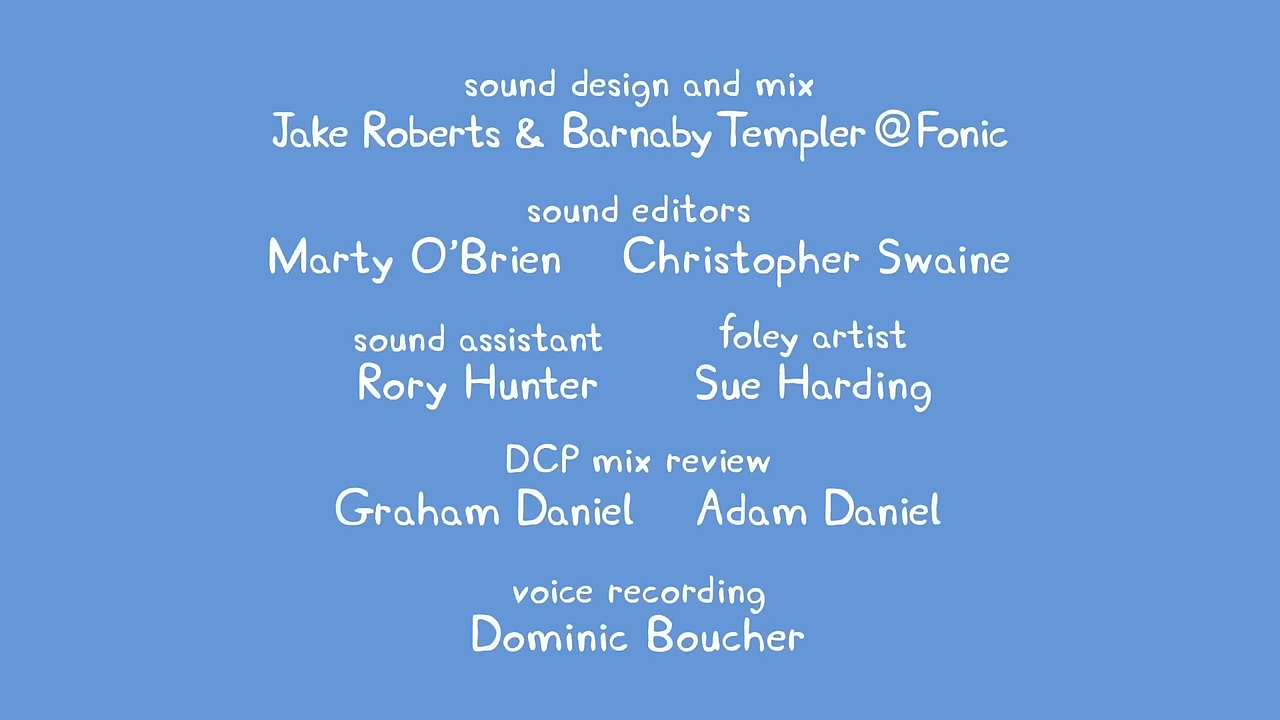 sound design and mix
Jake Roberts & Barnaby Templer @Fonic
sound editors
Marty O'Brien Christopher Swaine
sound assistant foley artist
Rory Hunter Sue Harding
DCP mix review
Graham Daniel Adam Daniel
voice recording
Dominic Boucher